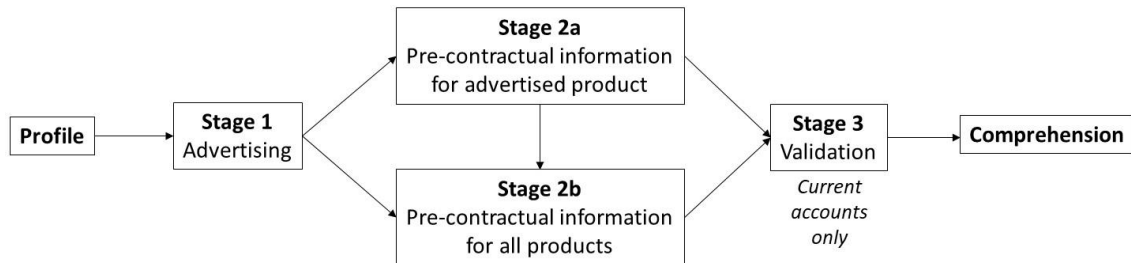 Profile
Stage 1
Advertising
Stage 2a
Pre-contractual information
for advertised product
Stage 2b
Pre-contractual information
for all products
Stage 3
Validation
Current
accounts
only
Comprehension